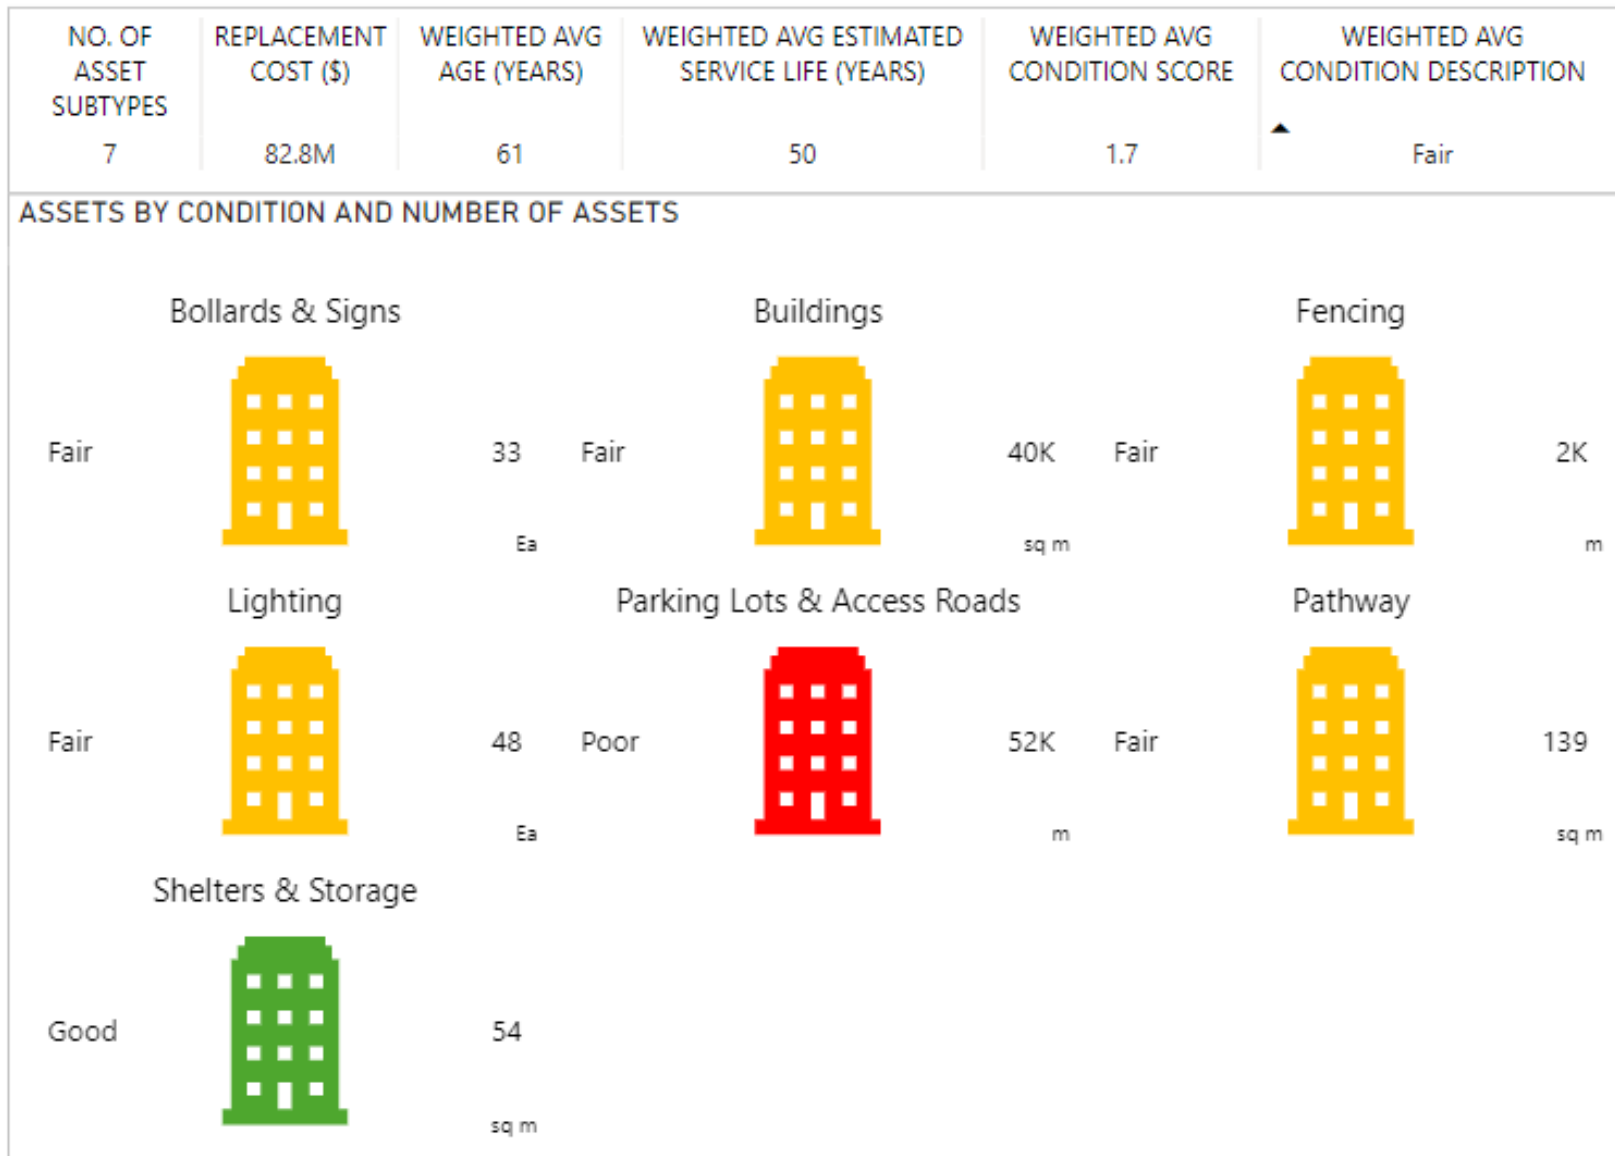 NO. OF
ASSET
SUBTYPES
7
REPLACEMENT
COST ($)
82.8M
WEIGHTED AVG
AGE (YEARS)
61
WEIGHTED AVG ESTIMATED
SERVICE LIFE (YEARS)
50
WEIGHTED AVG
CONDITION SCORE
1.7
WEIGHTED AVG
CONDITION DESCRIPTION
Fair
ASSETS BY CONDITION AND NUMBER OF ASSETS
Bollards & Signs
Fair
33
Ea
Buildings
Fair
40K
sq m
Fencing
Fair
2K
m
Lighting
Fair
48
Ea
Parking Lots & Access Roads
Poor
52K
m
Pathway
Fair
139
sq m
Shelters & Storage
Good
54
sq m